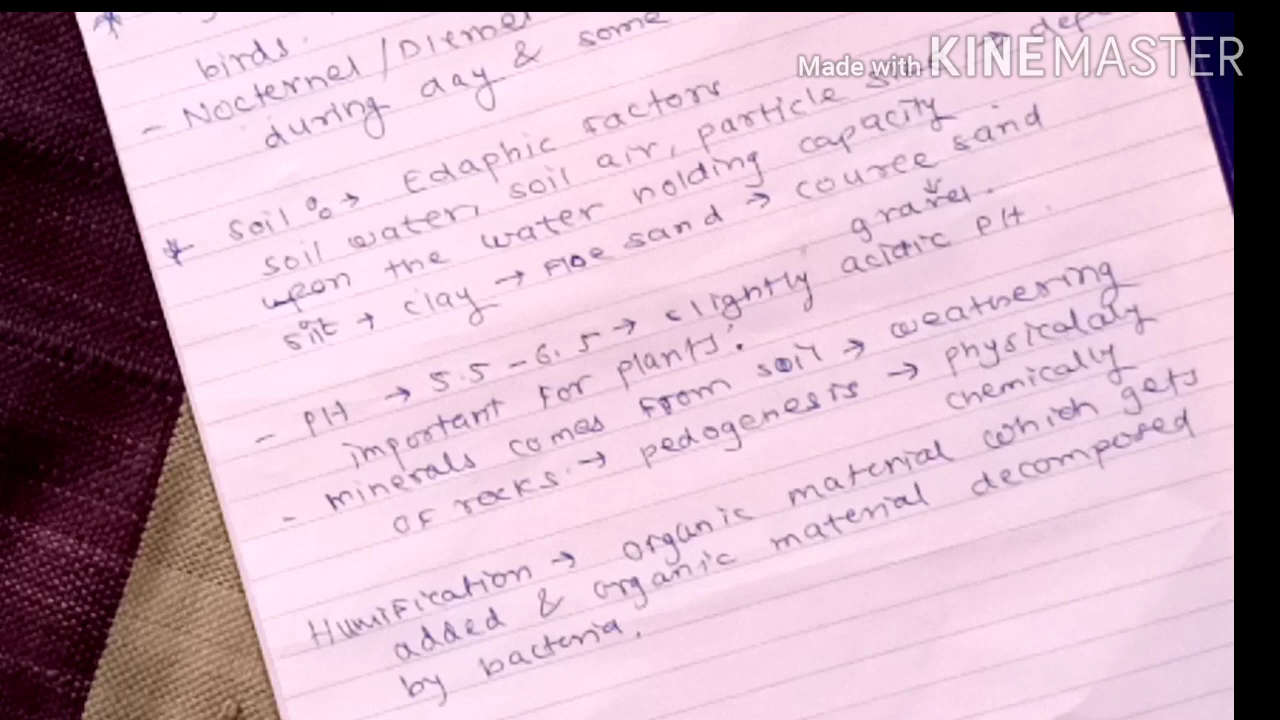 birds.
- Nocternel / Diernel
during day & some
Made with KINEMASTER
* Soil :→ Edaphic factors
soil water, soil air, particle size → depe
upon the water holding capacity
silt → clay → Fine sand → cource sand
↓
gravel.
- PH → 5.5 - 6.5 → slightly acidic PH.
important for plants.
- minerals comes from soil → weathering
of rocks. → pedogenesis → physicalaly
chemically
Humification → organic material which gets
added & organic material decomposed
by bacteria.